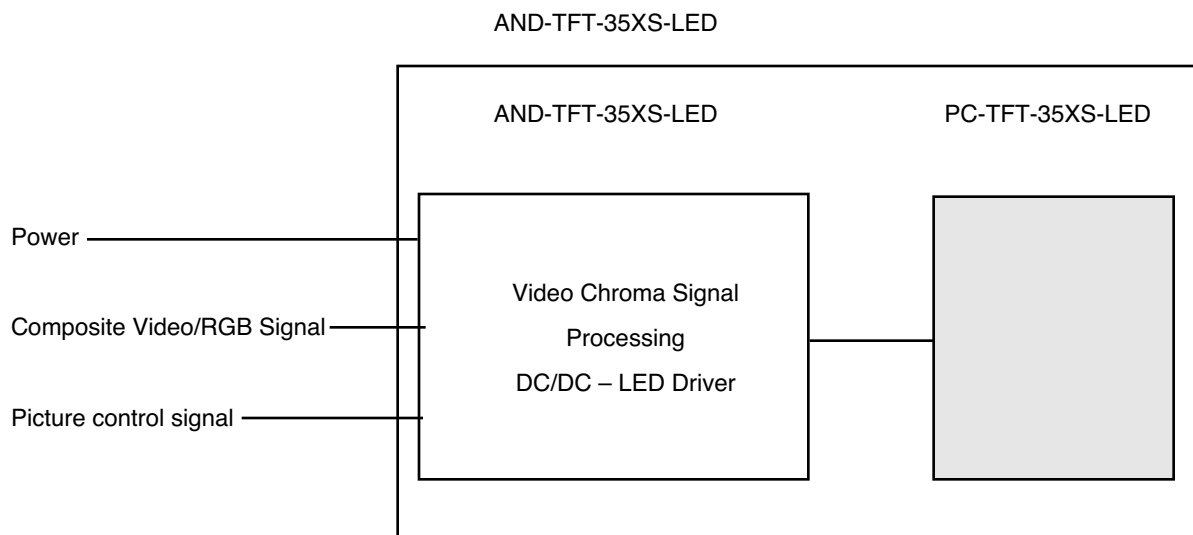 AND-TFT-35XS-LED
AND-TFT-35XS-LED
PC-TFT-35XS-LED
Power
Composite Video/RGB Signal
Picture control signal
Video Chroma Signal
Processing
DC/DC – LED Driver